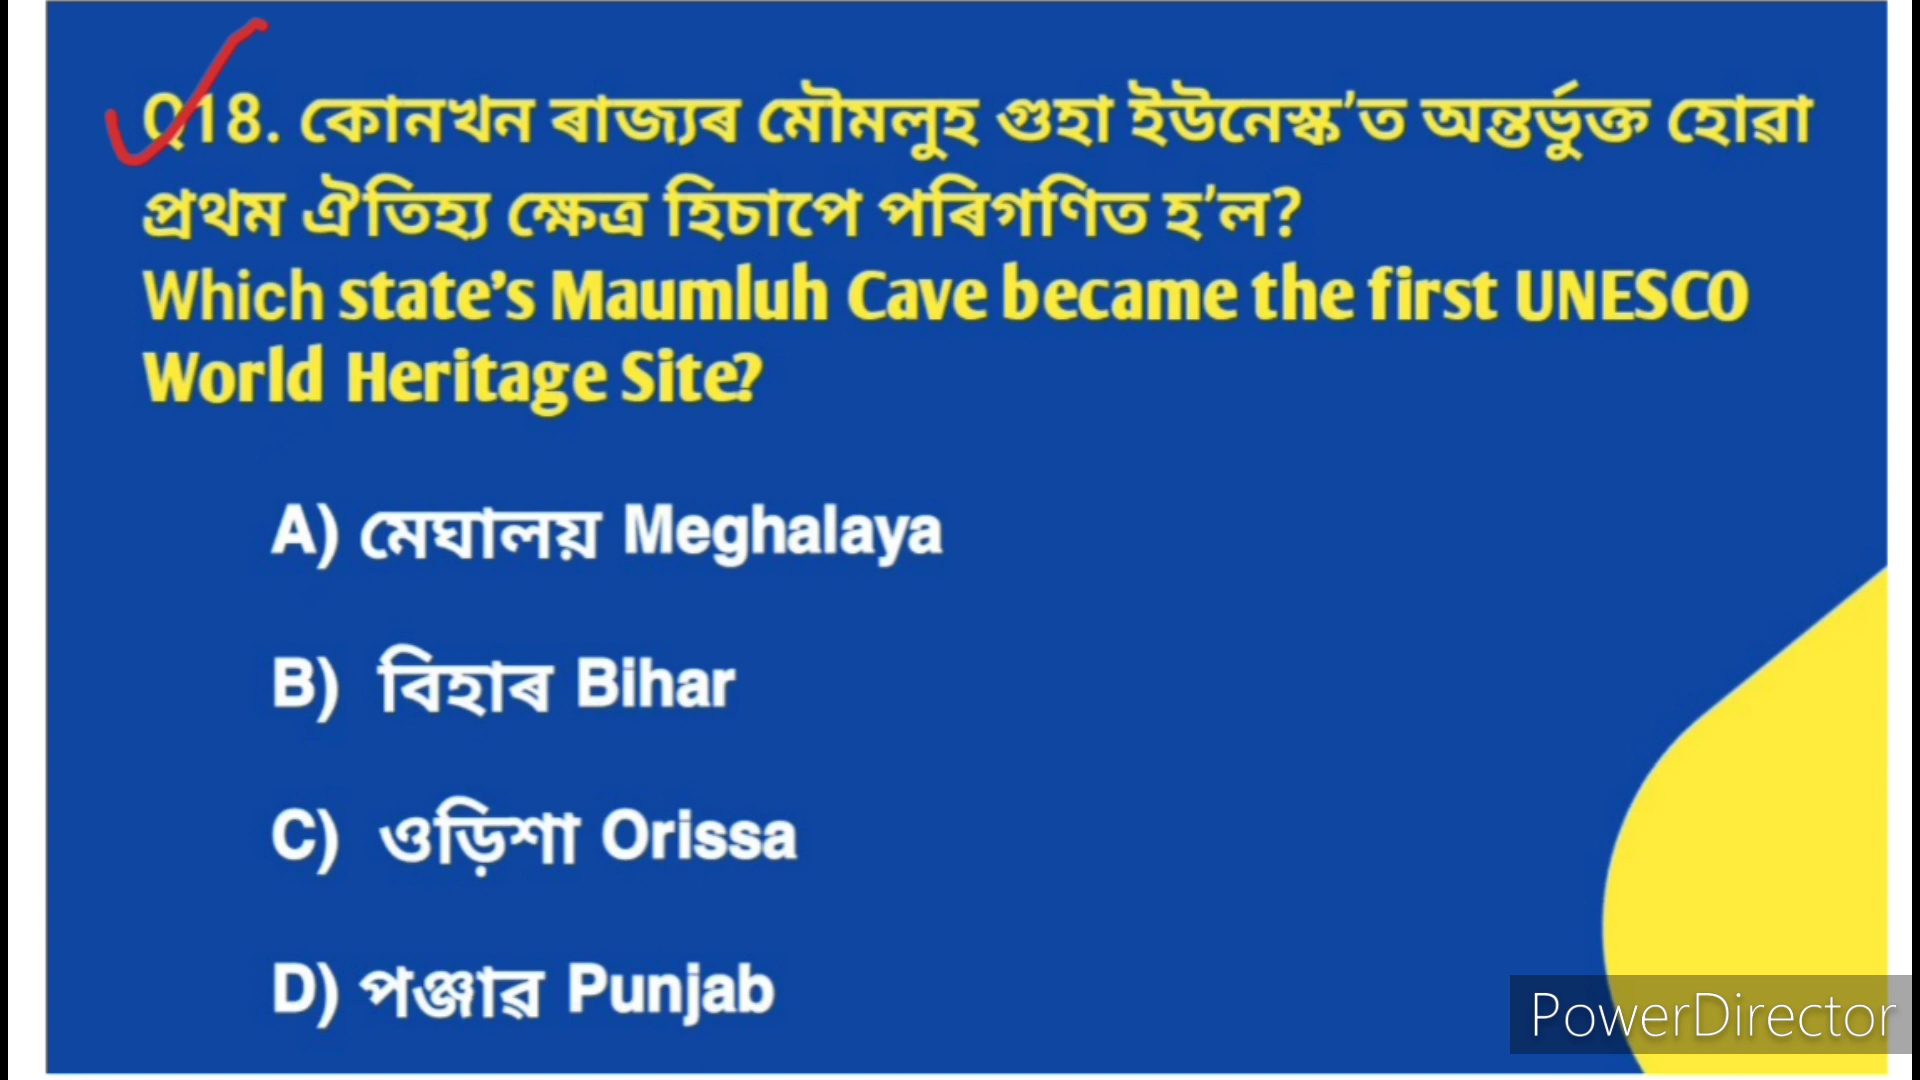 Q18. কোনখন ৰাজ্যৰ মৌমলুহ গুহা ইউনেস্ক'ত অন্তৰ্ভুক্ত হোৱা
প্ৰথম ঐতিহ্য ক্ষেত্ৰ হিচাপে পৰিগণিত হ'ল?
Which state's Maumluh Cave became the first UNESCO
World Heritage Site?
A) মেঘালয় Meghalaya
B) বিহাৰ Bihar
C) ওড়িশা Orissa
D) পঞ্জাৱ Punjab
PowerDirector